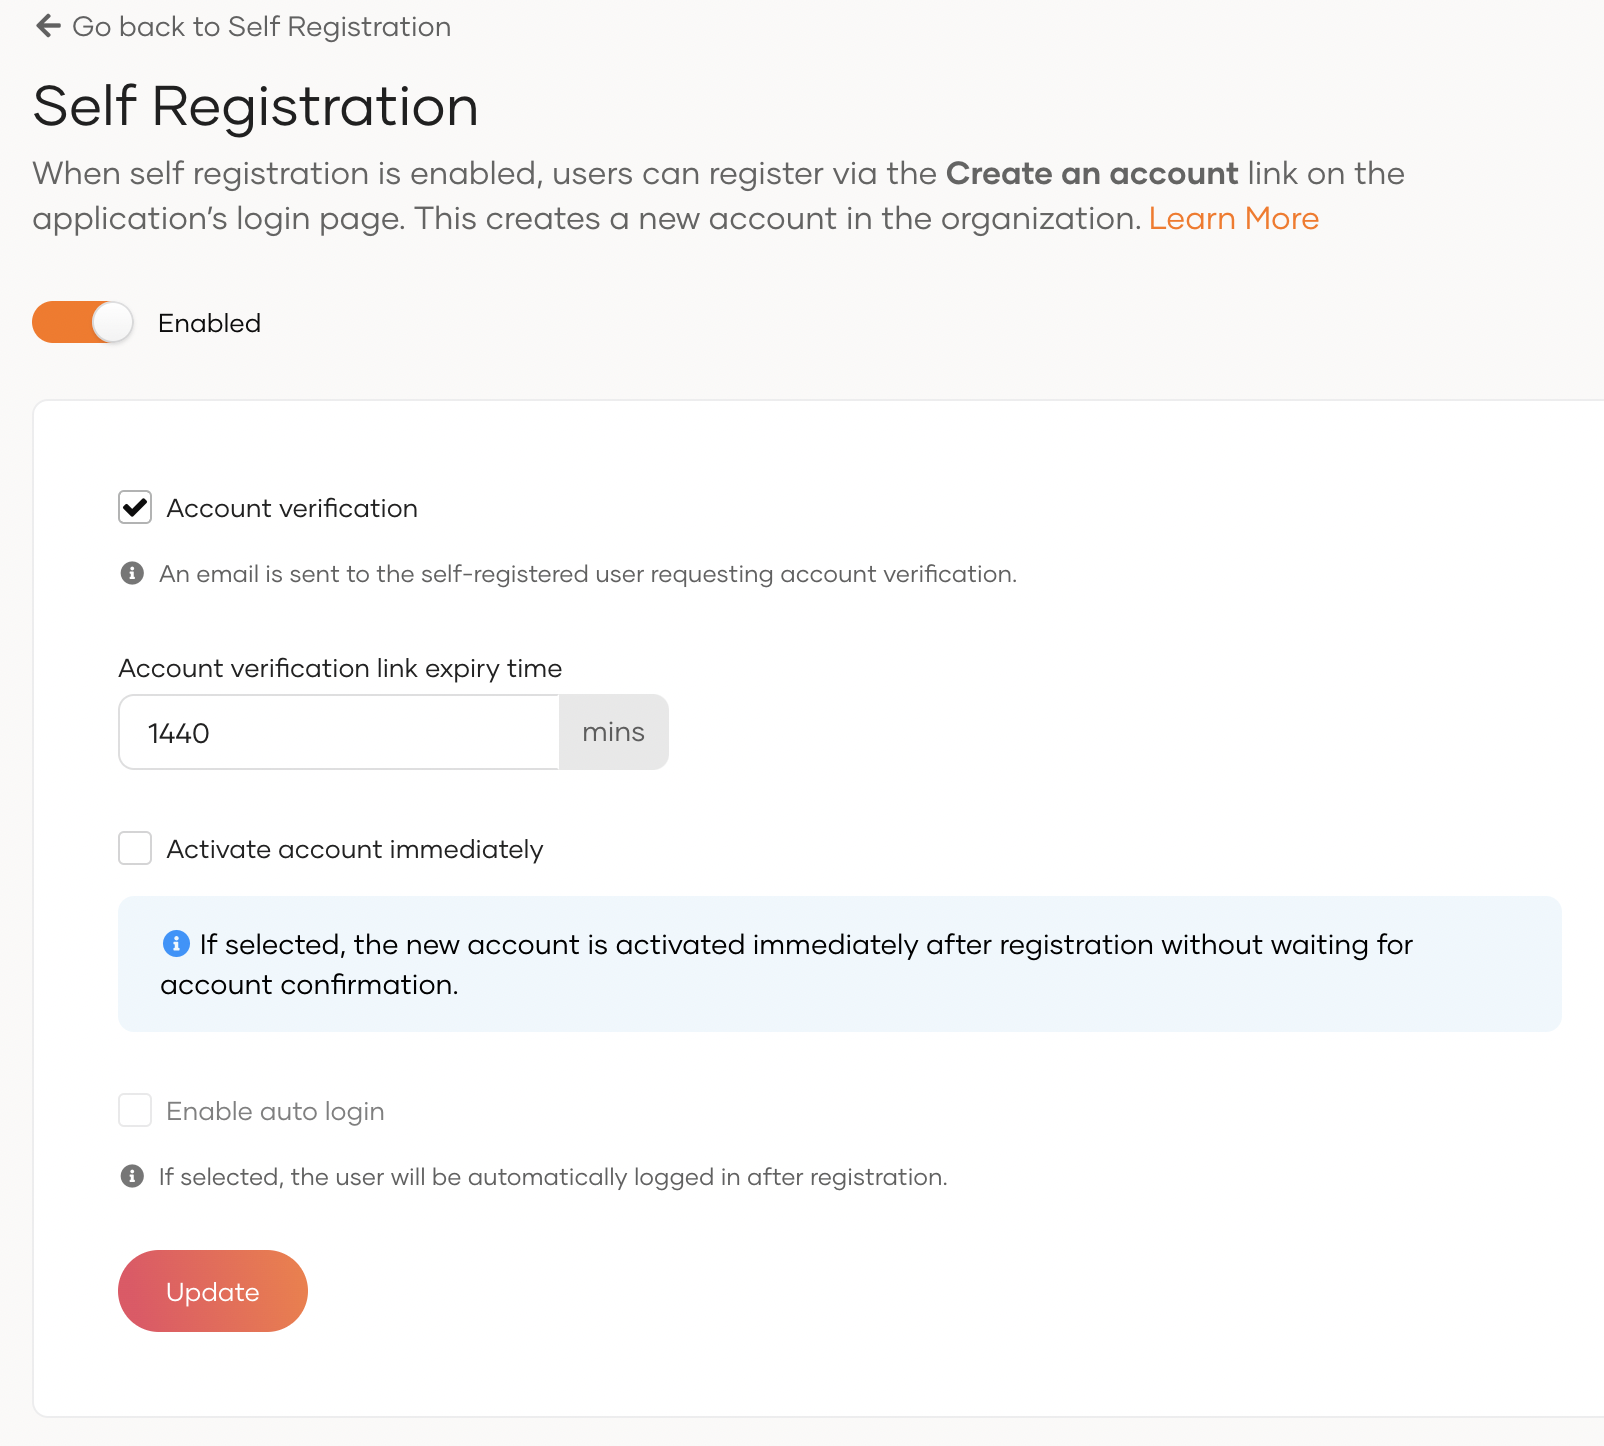 Go back to Self Registration
Self Registration
When self registration is enabled, users can register via the Create an account link on the
application's login page. This creates a new account in the organization. Learn More
Enabled
Account verification
An email is sent to the self-registered user requesting account verification.
Account verification link expiry time
1440 mins
Activate account immediately
If selected, the new account is activated immediately after registration without waiting for
account confirmation.
Enable auto login
If selected, the user will be automatically logged in after registration.
Update